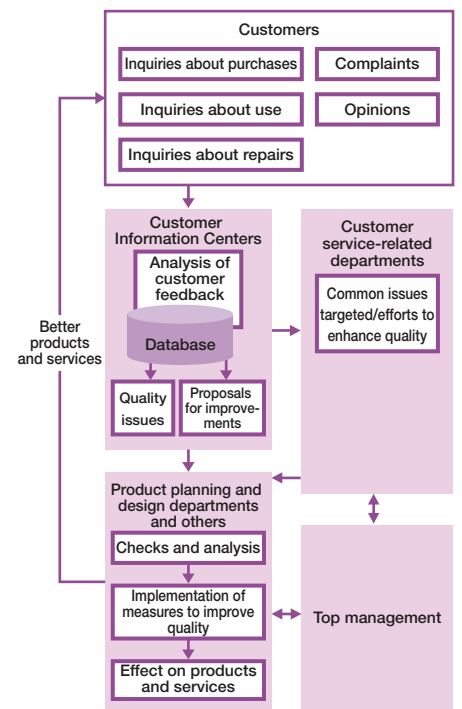 Customers
Inquiries about purchases
Complaints
Inquiries about use
Opinions
Inquiries about repairs
Customer
Information Centers
Analysis of
customer
feedback
Database
Quality
issues
Proposals
for improve-
ments
Customer
service-related
departments
Common issues
targeted/efforts to
enhance quality
Better
products
and services
Product planning and
design departments
and others
Checks and analysis
Implementation of
measures to improve
quality
Effect on products
and services
Top management